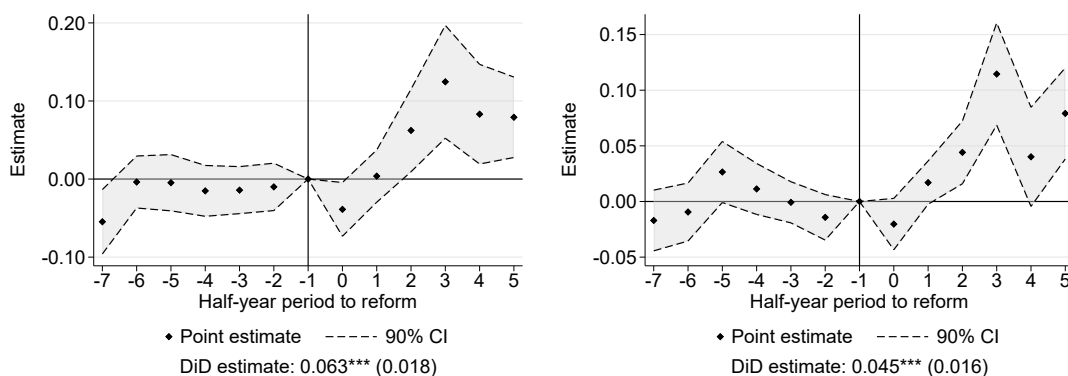 0.20
0.10
0.00
-0.10
Estimate
-7 -6 -5 -4 -3 -2 -1 0 1 2 3 4 5
Half-year period to reform
Point estimate 90% CI
DiD estimate: 0.063*** (0.018)
0.15
0.10
0.05
0.00
-0.05
Estimate
-7 -6 -5 -4 -3 -2 -1 0 1 2 3 4 5
Half-year period to reform
Point estimate 90% CI
DiD estimate: 0.045*** (0.016)